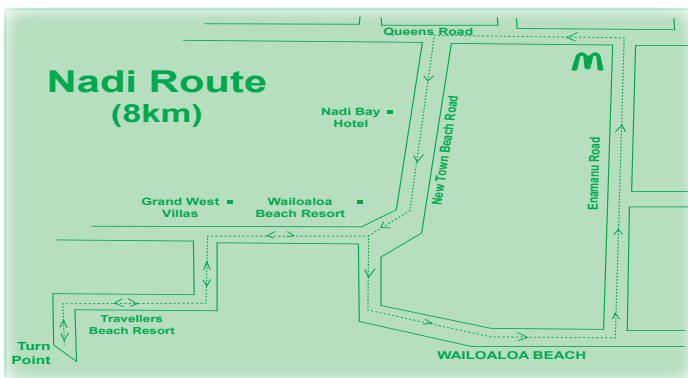 Queens Road
Nadi Route
(8km)
Nadi Bay
Hotel
New Town Beach Road
Enamanu Road
Grand West
Villas
Wailoaloa
Beach Resort
Travellers
Beach Resort
Turn
Point
WAILOALOA BEACH